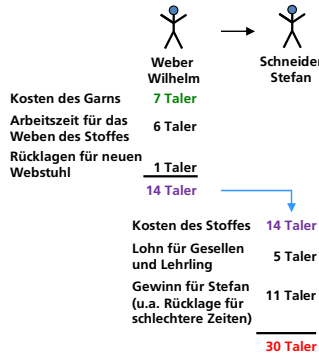 Weber
Wilhelm
Schneider
Stefan
Kosten des Garns 7 Taler
Arbeitszeit für das
Weben des Stoffes 6 Taler
Rücklagen für neuen
Webstuhl 1 Taler
14 Taler
Kosten des Stoffes 14 Taler
Lohn für Gesellen
und Lehrling 5 Taler
Gewinn für Stefan
(u.a. Rücklage für
schlechtere Zeiten) 11 Taler
30 Taler